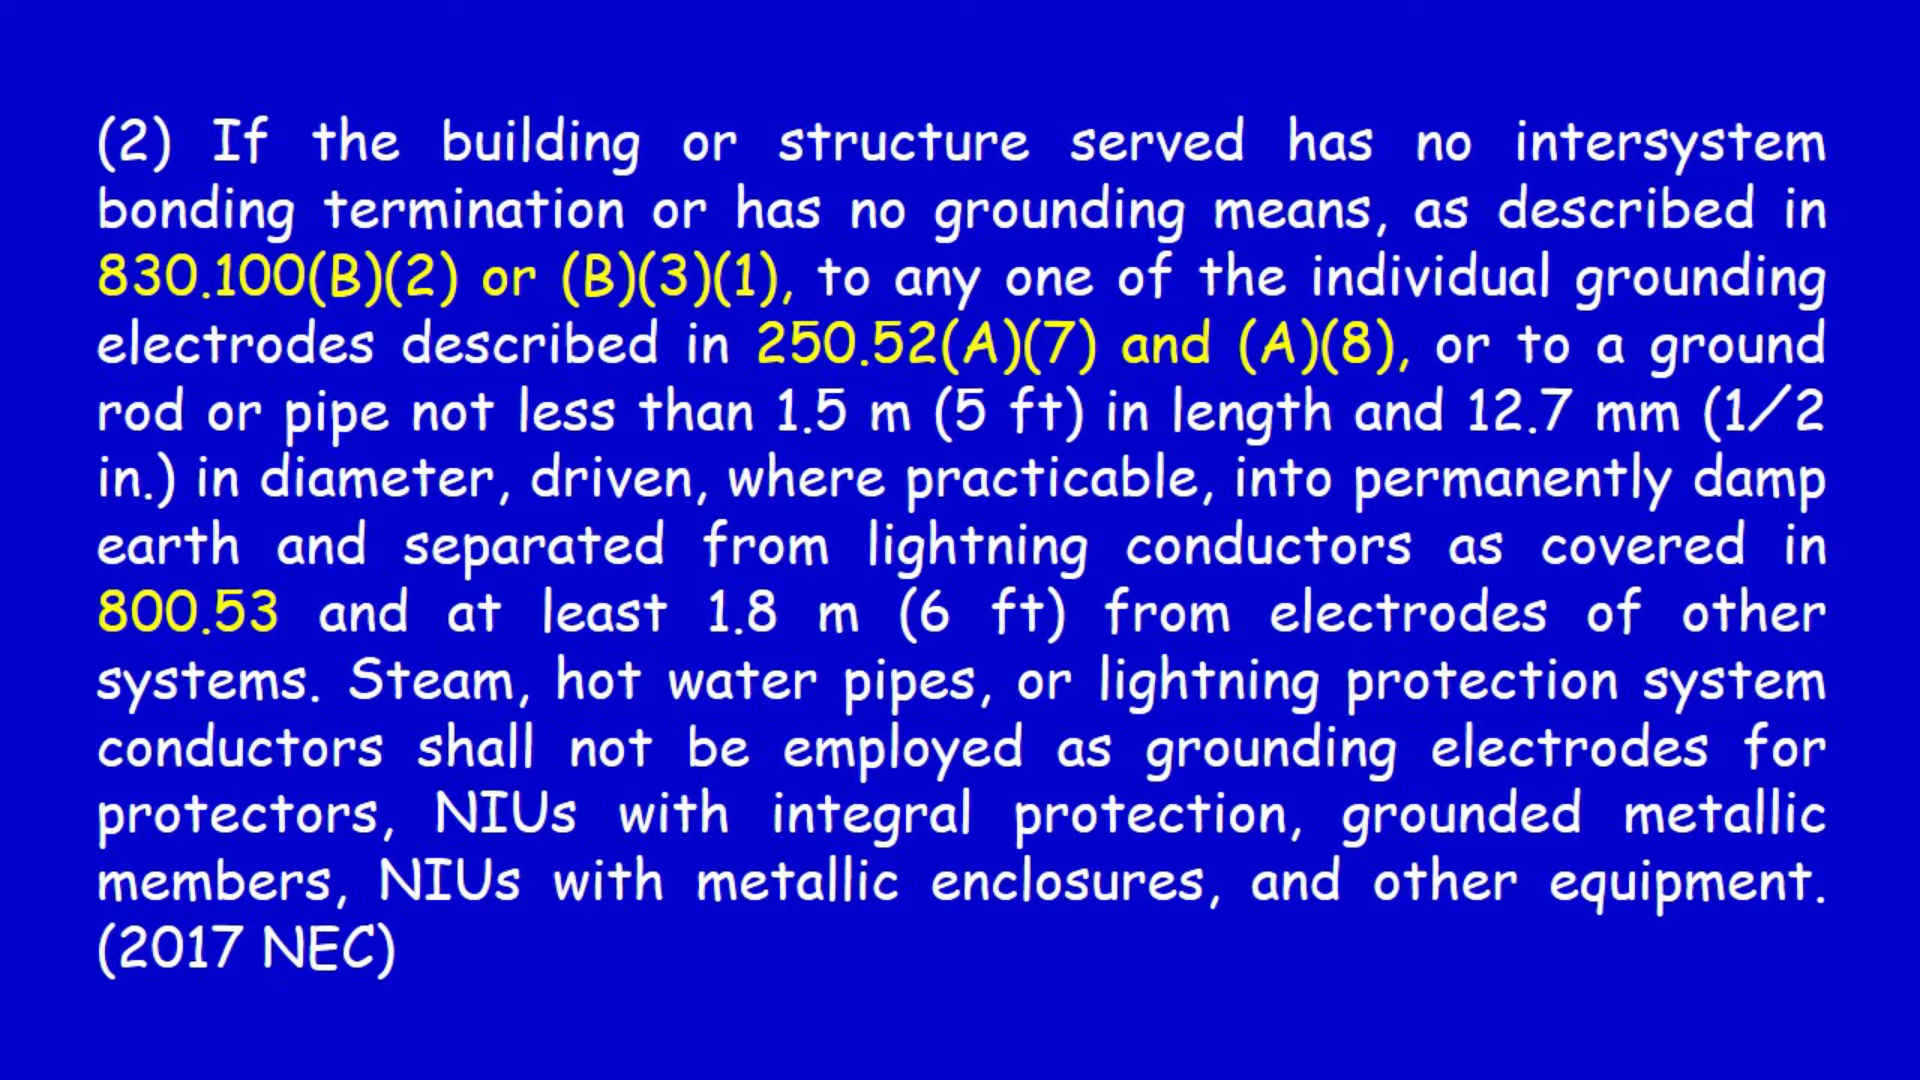 (2) If the building or structure served has no intersystem
bonding termination or has no grounding means, as described in
830.100(B)(2) or (B)(3)(1), to any one of the individual grounding
electrodes described in 250.52(A)(7) and (A)(8), or to a ground
rod or pipe not less than 1.5 m (5 ft) in length and 12.7 mm (1/2
in.) in diameter, driven, where practicable, into permanently damp
earth and separated from lightning conductors as covered in
800.53 and at least 1.8 m (6 ft) from electrodes of other
systems. Steam, hot water pipes, or lightning protection system
conductors shall not be employed as grounding electrodes for
protectors, NIUs with integral protection, grounded metallic
members, NIUs with metallic enclosures, and other equipment.
(2017 NEC)